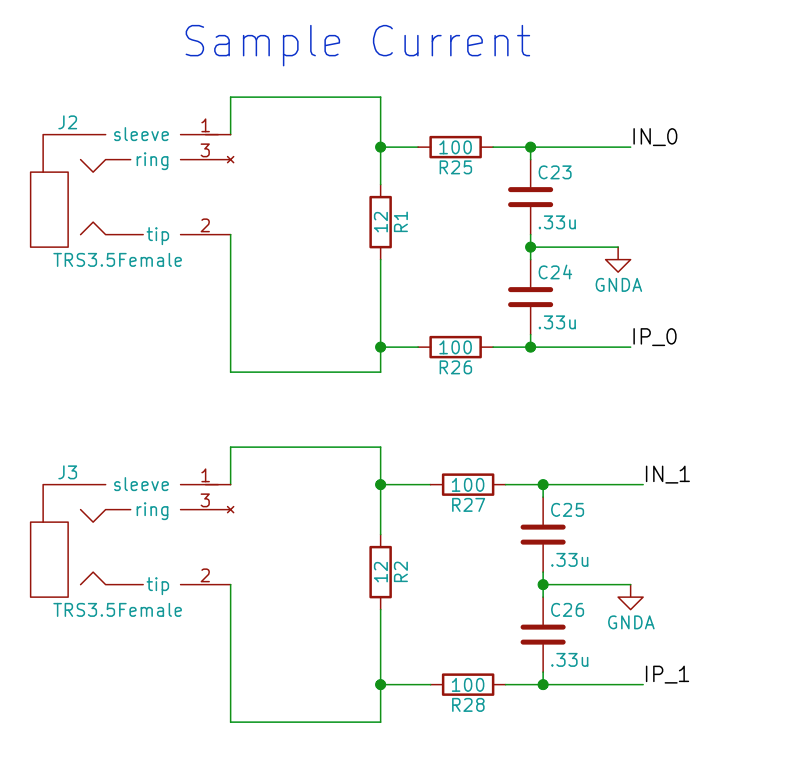 Sample Current
J2
sleeve 1
ring 3
tip 2
TRS3.5Female
12 R1
100
R25
IN_0
C23
.33u
GNDA
C24
.33u
100
R26
IP_0
J3
sleeve 1
ring 3
tip 2
TRS3.5Female
12 R2
100
R27
IN_1
C25
.33u
GNDA
C26
.33u
100
R28
IP_1